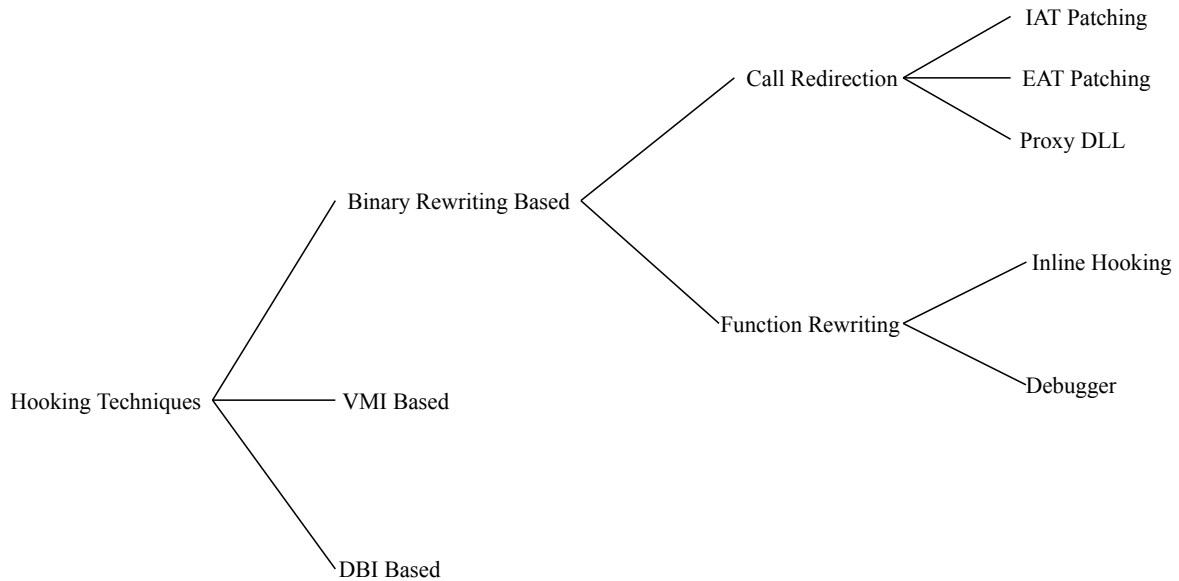 IAT Patching
Call Redirection
EAT Patching
Proxy DLL
Binary Rewriting Based
Inline Hooking
Function Rewriting
Debugger
Hooking Techniques
VMI Based
DBI Based